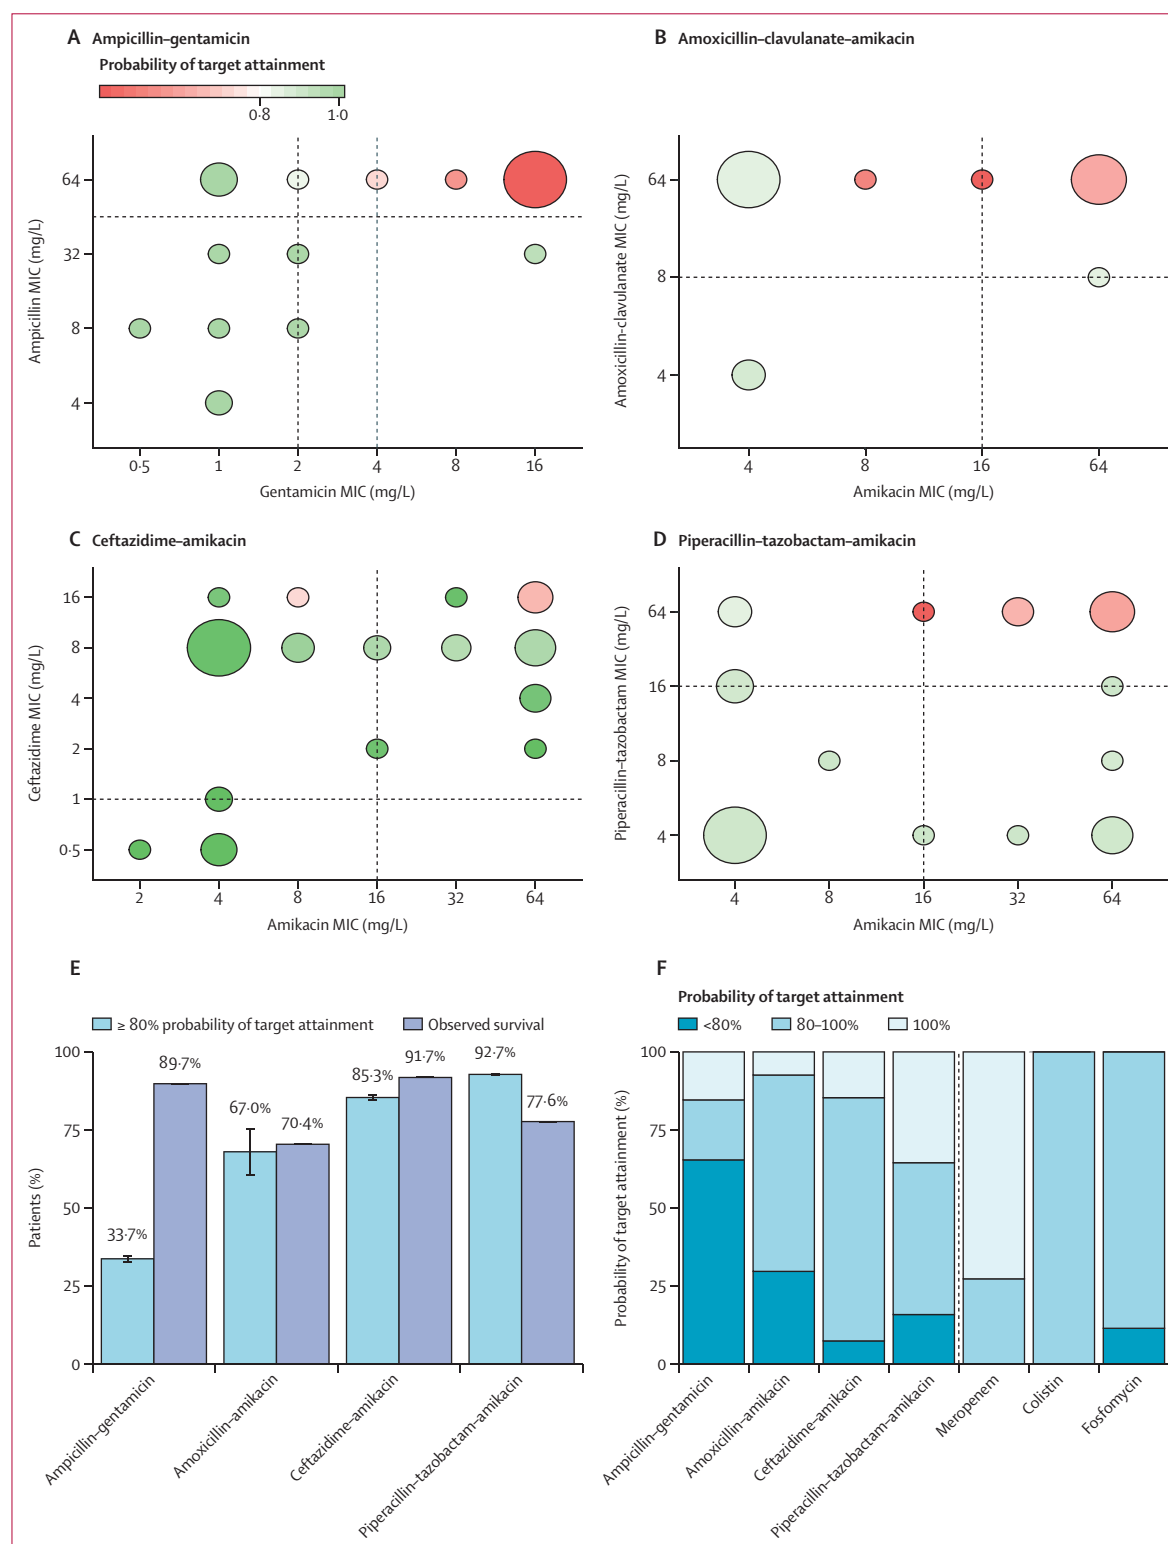 A Ampicillin–gentamicin
Probability of target attainment
0·8 1·0
Ampicillin MIC (mg/L)
64
32
8
4
0·5 1 2 4 8 16
Gentamicin MIC (mg/L)
B Amoxicillin–clavulanate–amikacin
Amoxicillin-clavulanate MIC (mg/L)
64
8
4
4 8 16 64
Amikacin MIC (mg/L)
C Ceftazidime–amikacin
Ceftazidime MIC (mg/L)
16
8
4
2
1
0·5
2 4 8 16 32 64
Amikacin MIC (mg/L)
D Piperacillin–tazobactam–amikacin
Piperacillin–tazobactam MIC (mg/L)
64
16
8
4
4 8 16 32 64
Amikacin MIC (mg/L)
E
≥ 80% probability of target attainment Observed survival
Patients (%)
100
75
50
25
0
33·7% 89·7% 67·0% 70·4% 85·3% 91·7% 92·7% 77·6%
Ampicillin–gentamicin
Amoxicillin–amikacin
Ceftazidime–amikacin
Piperacillin–tazobactam–amikacin
F
Probability of target attainment
<80% 80–100% 100%
Probability of target attainment (%)
100
75
50
25
0
Ampicillin–gentamicin
Amoxicillin–amikacin
Ceftazidime–amikacin
Piperacillin–tazobactam–amikacin
Meropenem
Colistin
Fosfomycin